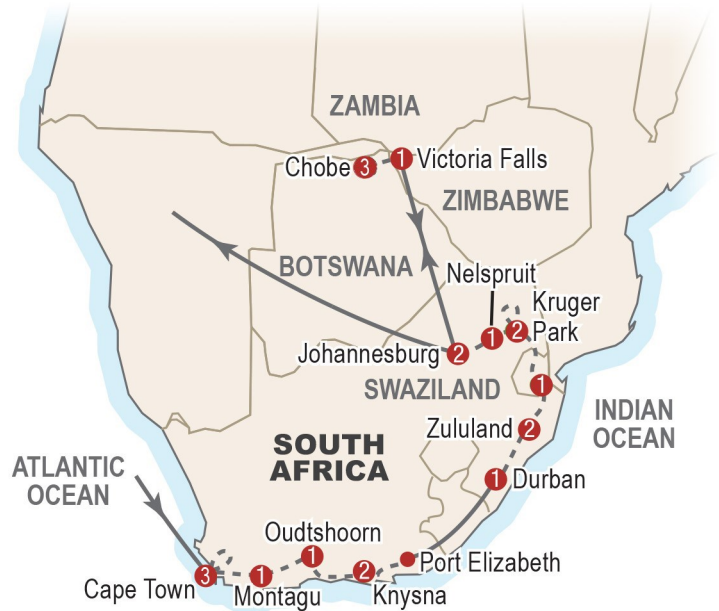 ZAMBIA
Chobe 3
1 Victoria Falls
ZIMBABWE
BOTSWANA
Nelspruit
1
Kruger
2 Park
Johannesburg 2
SWAZILAND
1
INDIAN
OCEAN
Zululand 2
SOUTH
AFRICA
1 Durban
ATLANTIC
OCEAN
Oudtshoorn
1
Port Elizabeth
Cape Town 3
1
Montagu
2
Knysna